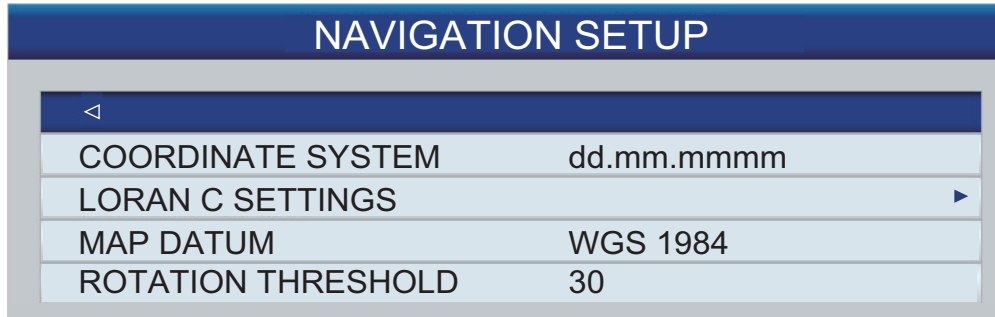 NAVIGATION SETUP
COORDINATE SYSTEM dd.mm.mmmm
LORAN C SETTINGS
MAP DATUM WGS 1984
ROTATION THRESHOLD 30